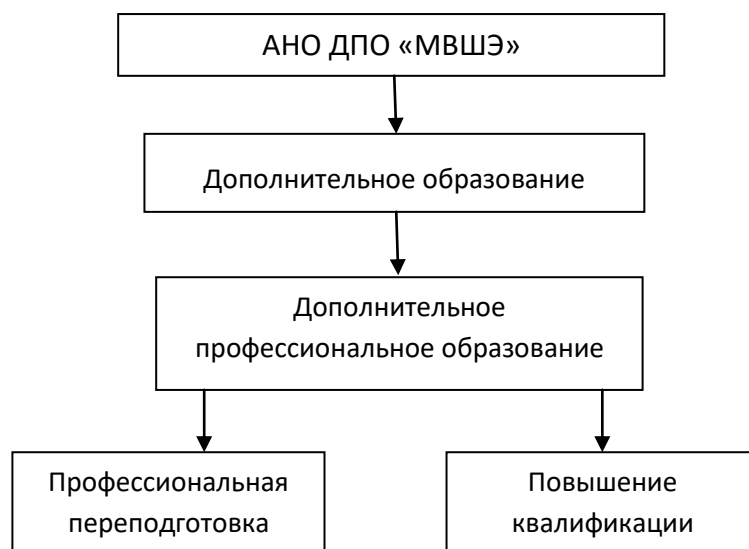 АНО ДПО «МВШЭ»
Дополнительное образование
Дополнительное
профессиональное образование
Профессиональная
переподготовка
Повышение
квалификации